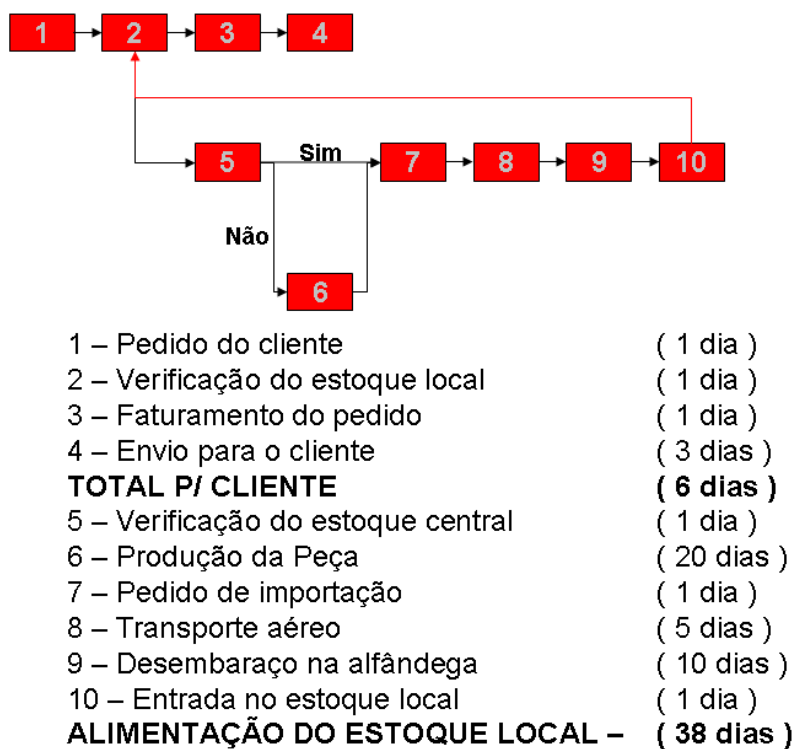 1 2 3 4
5 Sim 7 8 9 10
Não
6
1 – Pedido do cliente ( 1 dia )
2 – Verificação do estoque local ( 1 dia )
3 – Faturamento do pedido ( 1 dia )
4 – Envio para o cliente ( 3 dias )
TOTAL P/ CLIENTE ( 6 dias )
5 – Verificação do estoque central ( 1 dia )
6 – Produção da Peça ( 20 dias )
7 – Pedido de importação ( 1 dia )
8 – Transporte aéreo ( 5 dias )
9 – Desembaraço na alfândega ( 10 dias )
10 – Entrada no estoque local ( 1 dia )
ALIMENTAÇÃO DO ESTOQUE LOCAL – ( 38 dias )